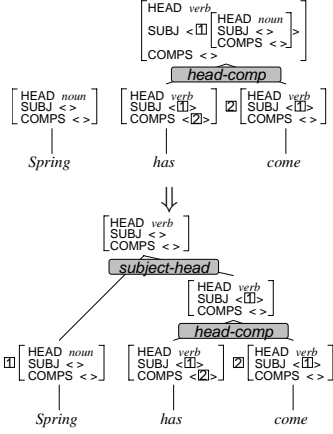 HEAD verb
SUBJ < 1 HEAD noun
SUBJ < >
COMPS < > >
COMPS < >
head-comp
HEAD noun
SUBJ < >
COMPS < >
HEAD verb
SUBJ < 1 >
COMPS < 2 >
2 HEAD verb
SUBJ < 1 >
COMPS < >
Spring has come
⇓
HEAD verb
SUBJ < >
COMPS < >
subject-head
HEAD verb
SUBJ < 1 >
COMPS < >
head-comp
1 HEAD noun
SUBJ < >
COMPS < >
HEAD verb
SUBJ < 1 >
COMPS < 2 >
2 HEAD verb
SUBJ < 1 >
COMPS < >
Spring has come